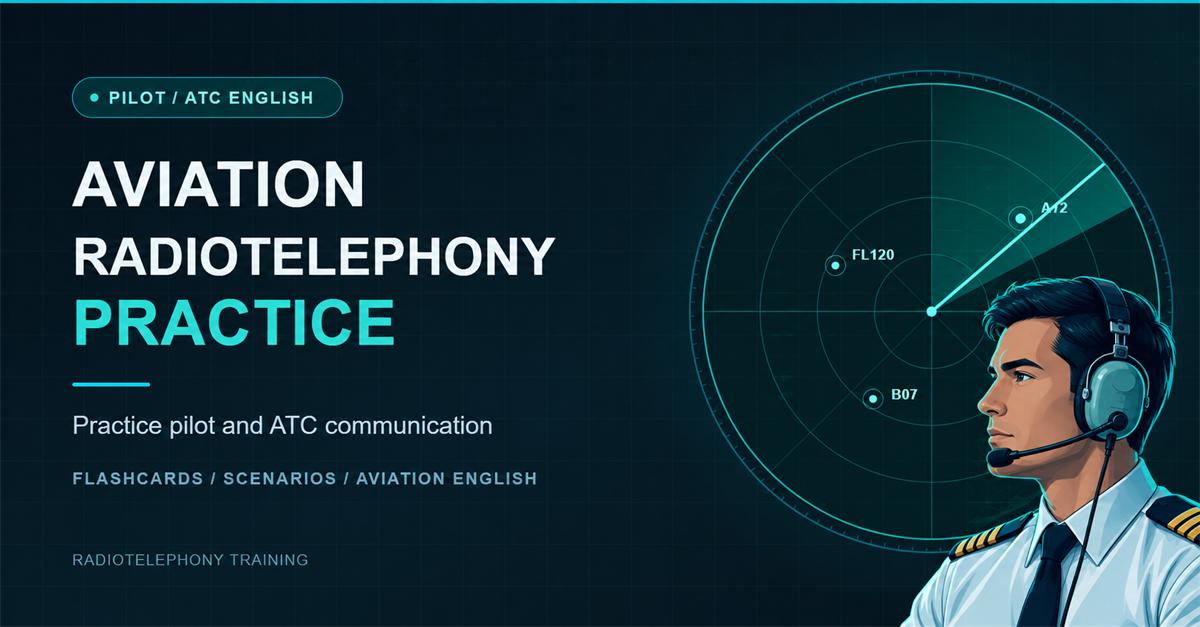 PILOT / ATC ENGLISH
AVIATION
RADIOTELEPHONY
PRACTICE
Practice pilot and ATC communication
FLASHCARDS / SCENARIOS / AVIATION ENGLISH
RADIOTELEPHONY TRAINING
FL120
B07